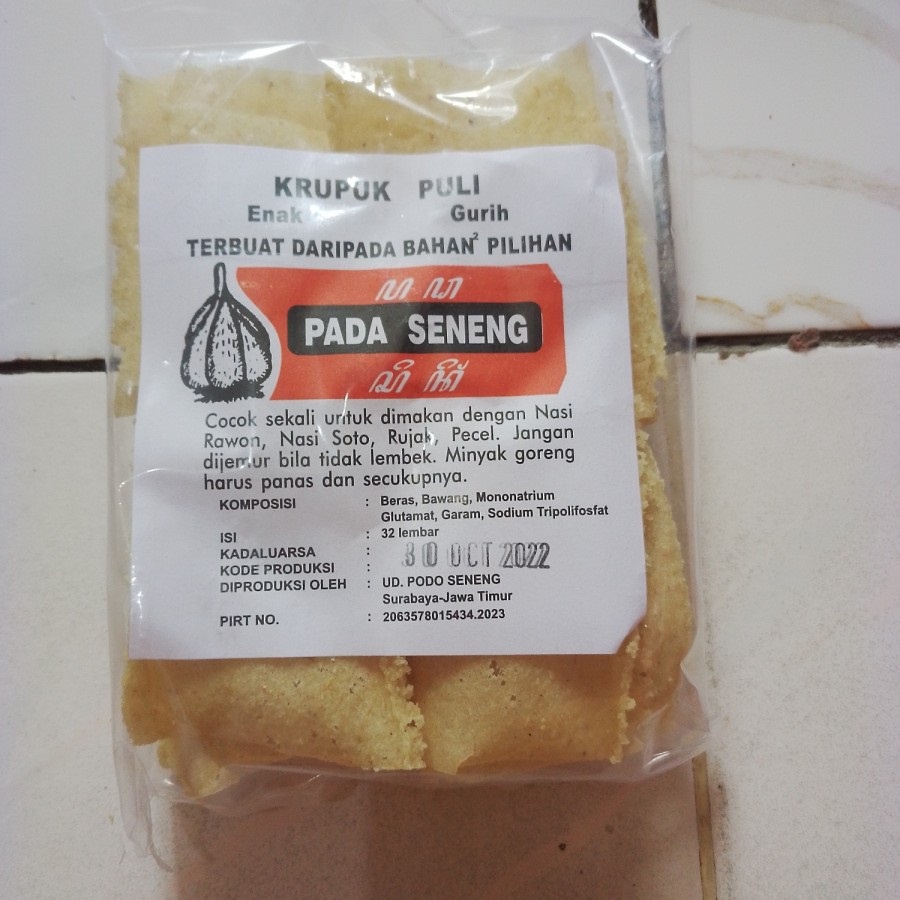 KRUPUK PULI
Enak Gurih
TERBUAT DARIPADA BAHAN² PILIHAN
PADA SENENG
Cocok sekali untuk dimakan dengan Nasi
Rawon, Nasi Soto, Rujak, Pecel. Jangan
dijemur bila tidak lembek. Minyak goreng
harus panas dan secukupnya.
KOMPOSISI : Beras, Bawang, Mononatrium
Glutamat, Garam, Sodium Tripolifosfat
ISI : 32 lembar
KADALUARSA : 30 OCT 2022
KODE PRODUKSI :
DIPRODUKSI OLEH : UD. PODO SENENG
Surabaya-Jawa Timur
PIRT NO. : 2063578015434.2023